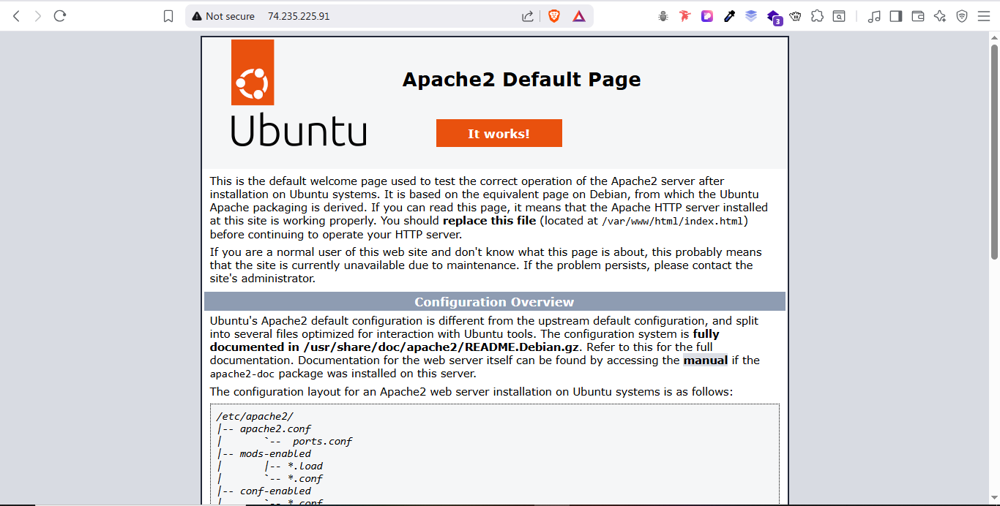 Not secure 74.235.225.91
3
Apache2 Default Page
Ubuntu
It works!
This is the default welcome page used to test the correct operation of the Apache2 server after
installation on Ubuntu systems. It is based on the equivalent page on Debian, from which the Ubuntu
Apache packaging is derived. If you can read this page, it means that the Apache HTTP server installed
at this site is working properly. You should replace this file (located at /var/www/html/index.html)
before continuing to operate your HTTP server.
If you are a normal user of this web site and don't know what this page is about, this probably means
that the site is currently unavailable due to maintenance. If the problem persists, please contact the
site's administrator.
Configuration Overview
Ubuntu's Apache2 default configuration is different from the upstream default configuration, and split
into several files optimized for interaction with Ubuntu tools. The configuration system is fully
documented in /usr/share/doc/apache2/README.Debian.gz. Refer to this for the full
documentation. Documentation for the web server itself can be found by accessing the manual if the
apache2-doc package was installed on this server.
The configuration layout for an Apache2 web server installation on Ubuntu systems is as follows:
/etc/apache2/
|-- apache2.conf
|       `--  ports.conf
|-- mods-enabled
|       |-- *.load
|       `-- *.conf
|-- conf-enabled
|       `-- *.conf